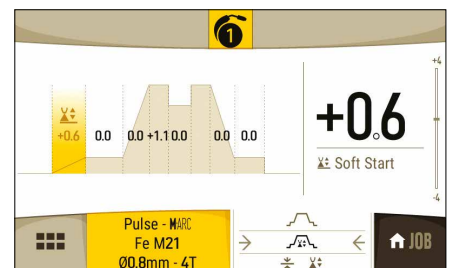 1
+4
+0.6 0.0 0.0 +1.1 0.0 0.0 0.0
+0.6
Soft Start
-4
Pulse - MARC
Fe M21
Ø0.8mm - 4T
JOB